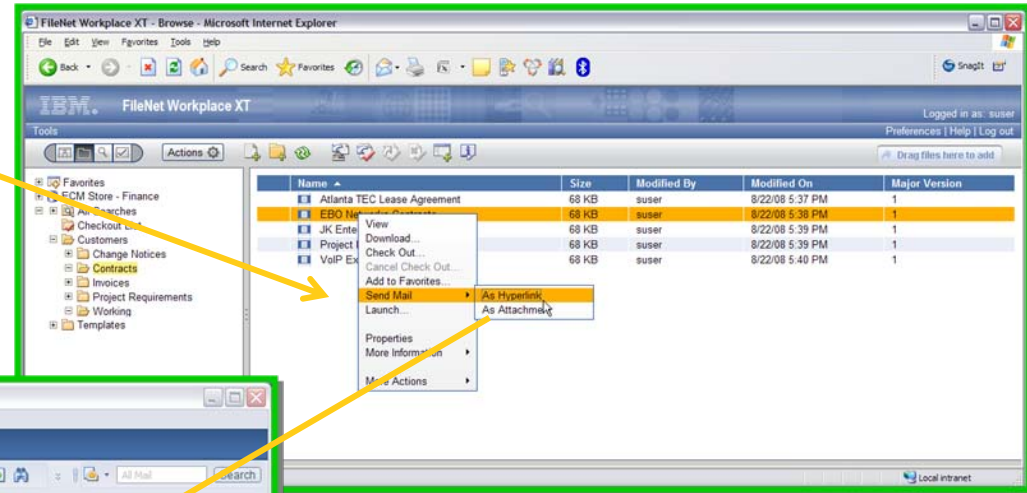 FileNet Workplace XT - Browse - Microsoft Internet Explorer
File Edit View Favorites Tools Help
Back Search Favorites SnagIt
IBM. FileNet Workplace XT
Logged in as: suser
Tools Preferences | Help | Log out
Actions Drag files here to add
Favorites
ECM Store - Finance
All Searches
Checkout List
Customers
Change Notices
Contracts
Invoices
Project Requirements
Working
Templates
Name Size Modified By Modified On Major Version
Atlanta TEC Lease Agreement 68 KB suser 8/22/08 5:37 PM 1
EBO Networks Contracts 68 KB suser 8/22/08 5:38 PM 1
JK Ente 68 KB suser 8/22/08 5:39 PM 1
Project 68 KB suser 8/22/08 5:39 PM 1
VoIP Ex 68 KB suser 8/22/08 5:40 PM 1
View
Download...
Check Out...
Cancel Check Out...
Add to Favorites...
Send Mail
Launch...
Properties
More Information
More Actions
As Hyperlink
As Attachment
All Mail Search
Local intranet